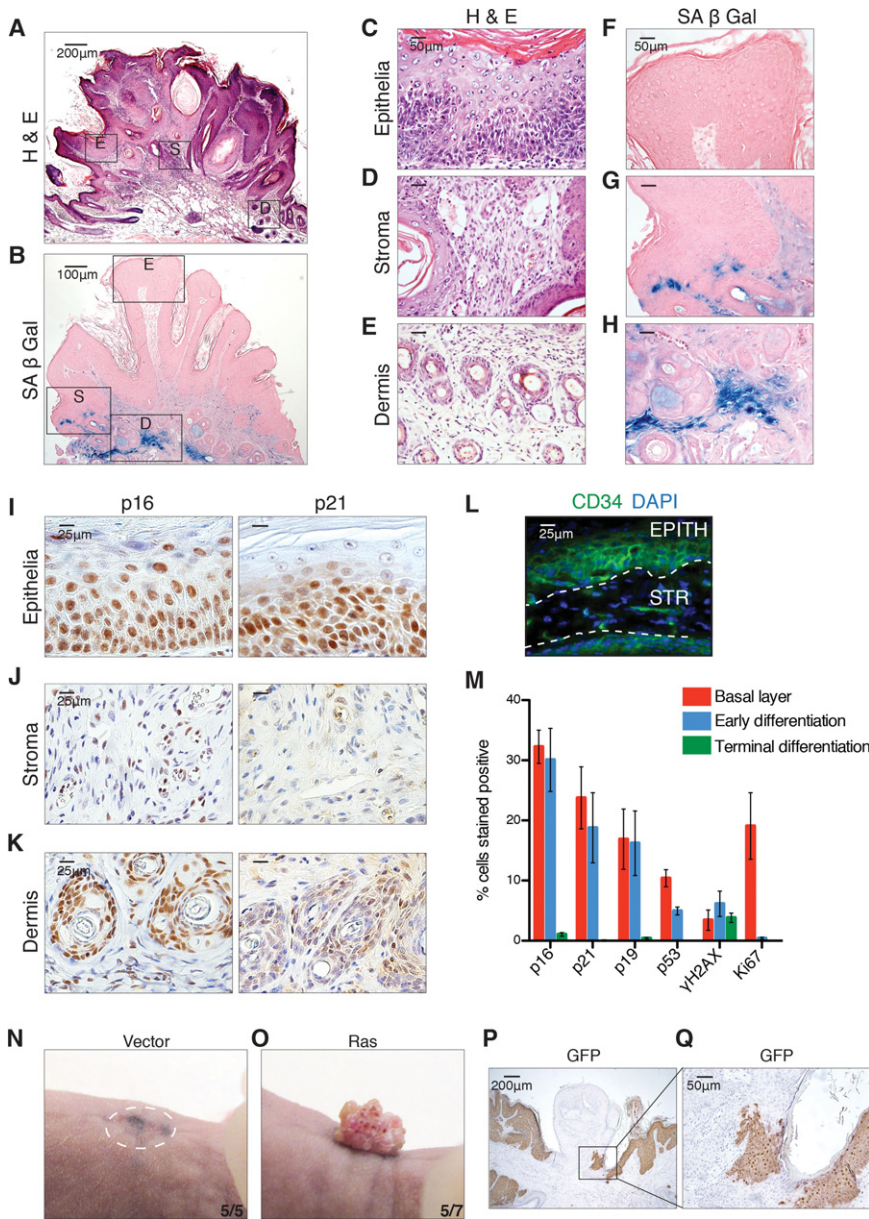 A
200µm
H & E
E
S
D
B
100µm
SA β Gal
E
S
D
H & E
SA β Gal
C
50µm
Epithelia
F
50µm
D
Stroma
G
E
Dermis
H
I
p16
p21
25µm
Epithelia
J
25µm
Stroma
K
25µm
Dermis
L
CD34 DAPI
25µm
EPITH
STR
M
Basal layer
Early differentiation
Terminal differentiation
% cells stained positive
40
30
20
10
0
p16
p21
p19
p53
γH2AX
Ki67
N
Vector
5/5
O
Ras
5/7
P
GFP
200µm
Q
GFP
50µm